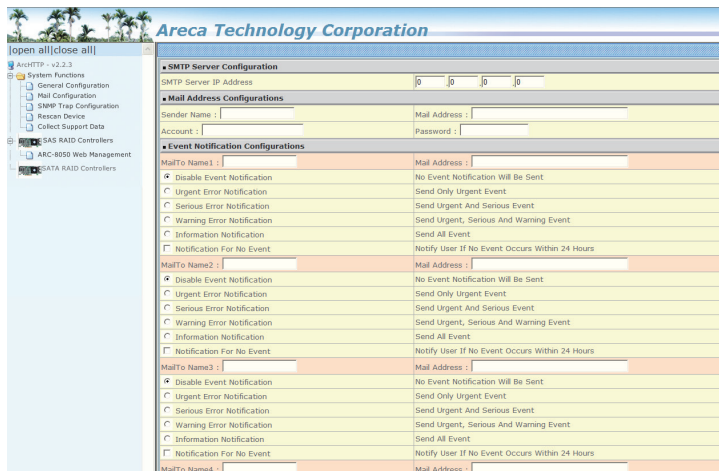 Areca Technology Corporation
|open all|close all|
ArcHTTP - v2.2.3
System Functions
General Configuration
Mail Configuration
SNMP Trap Configuration
Rescan Device
Collect Support Data
SAS RAID Controllers
ARC-8050 Web Management
SATA RAID Controllers
SMTP Server Configuration
SMTP Server IP Address 0 .0 .0 .0
Mail Address Configurations
Sender Name : Mail Address :
Account : Password :
Event Notification Configurations
MailTo Name1 : Mail Address :
Disable Event Notification No Event Notification Will Be Sent
Urgent Error Notification Send Only Urgent Event
Serious Error Notification Send Urgent And Serious Event
Warning Error Notification Send Urgent, Serious And Warning Event
Information Notification Send All Event
Notification For No Event Notify User If No Event Occurs Within 24 Hours
MailTo Name2 : Mail Address :
Disable Event Notification No Event Notification Will Be Sent
Urgent Error Notification Send Only Urgent Event
Serious Error Notification Send Urgent And Serious Event
Warning Error Notification Send Urgent, Serious And Warning Event
Information Notification Send All Event
Notification For No Event Notify User If No Event Occurs Within 24 Hours
MailTo Name3 : Mail Address :
Disable Event Notification No Event Notification Will Be Sent
Urgent Error Notification Send Only Urgent Event
Serious Error Notification Send Urgent And Serious Event
Warning Error Notification Send Urgent, Serious And Warning Event
Information Notification Send All Event
Notification For No Event Notify User If No Event Occurs Within 24 Hours
MailTo Name4 : Mail Address :